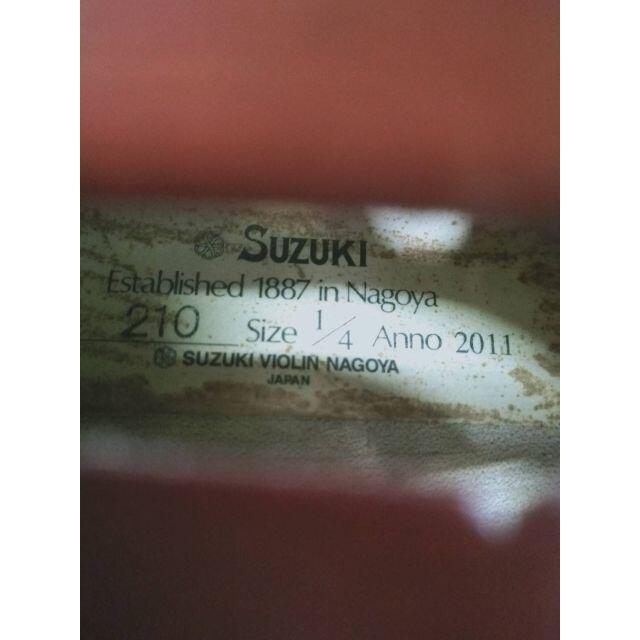 SUZUKI
Established 1887 in Nagoya
210 Size 1/4 Anno 2011
SUZUKI VIOLIN NAGOYA
JAPAN